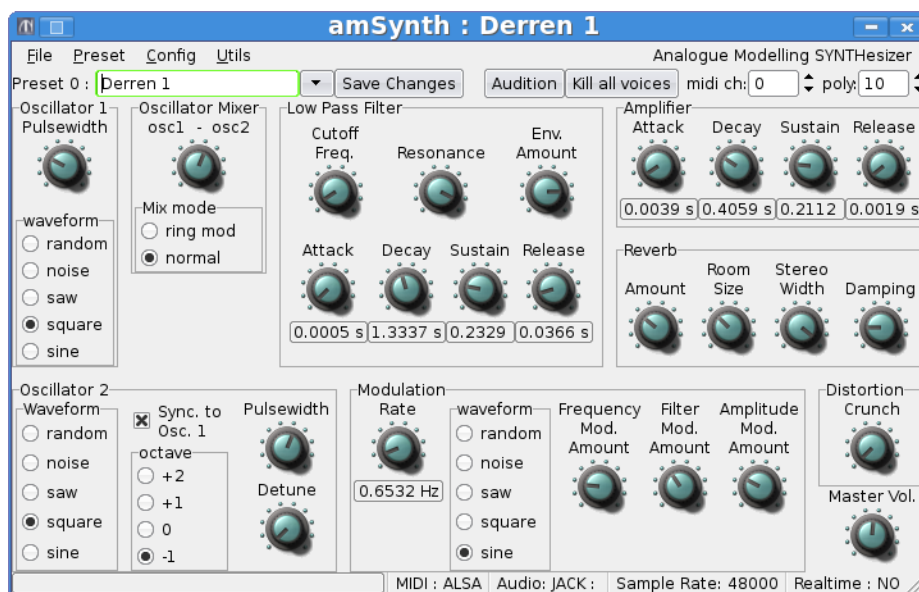 amSynth : Derren 1
File Preset Config Utils
Analogue Modelling SYNTHesizer
Preset 0 : Derren 1 Save Changes Audition Kill all voices midi ch: 0 poly: 10
Oscillator 1
Pulsewidth
waveform
random
noise
saw
square
sine
Oscillator Mixer
osc1 - osc2
Mix mode
ring mod
normal
Low Pass Filter
Cutoff
Freq.
Resonance
Env.
Amount
Attack Decay Sustain Release
0.0005 s 1.3337 s 0.2329 0.0366 s
Amplifier
Attack Decay Sustain Release
0.0039 s 0.4059 s 0.2112 0.0019 s
Reverb
Amount
Room
Size
Stereo
Width
Damping
Oscillator 2
Waveform
random
noise
saw
square
sine
Sync. to
Osc. 1
octave
+2
+1
0
-1
Pulsewidth
Detune
Modulation
Rate
0.6532 Hz
waveform
random
noise
saw
square
sine
Frequency
Mod.
Amount
Filter
Mod.
Amount
Amplitude
Mod.
Amount
Distortion
Crunch
Master Vol.
MIDI : ALSA Audio: JACK : Sample Rate: 48000 Realtime : NO